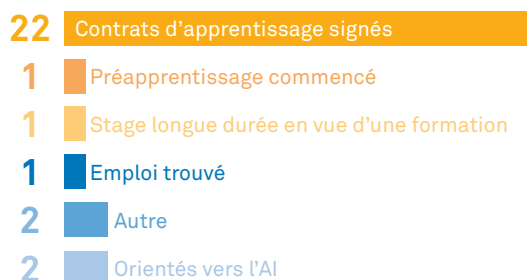 22 Contrats d’apprentissage signés
1 Préapprentissage commencé
1 Stage longue durée en vue d’une formation
1 Emploi trouvé
2 Autre
2 Orientés vers l’AI